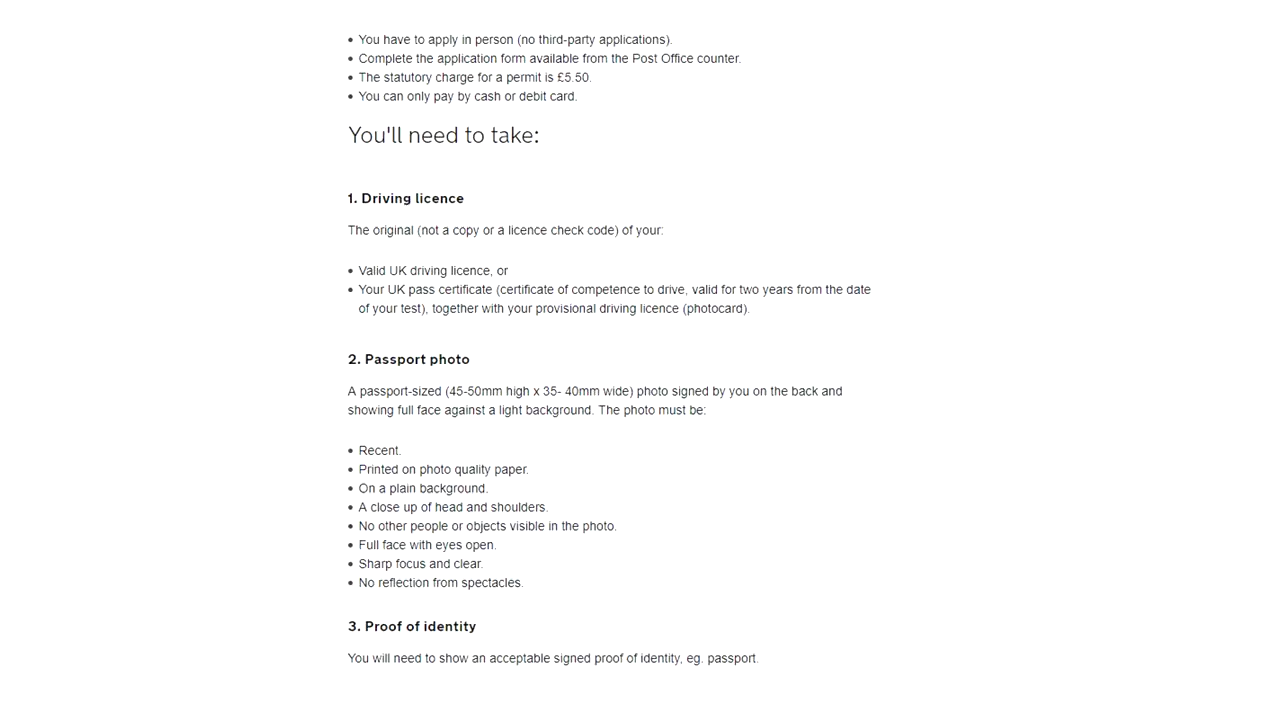 • You have to apply in person (no third-party applications).
• Complete the application form available from the Post Office counter.
• The statutory charge for a permit is £5.50.
• You can only pay by cash or debit card.
You'll need to take:
1. Driving licence
The original (not a copy or a licence check code) of your:
• Valid UK driving licence, or
• Your UK pass certificate (certificate of competence to drive, valid for two years from the date
of your test), together with your provisional driving licence (photocard).
2. Passport photo
A passport-sized (45-50mm high x 35- 40mm wide) photo signed by you on the back and
showing full face against a light background. The photo must be:
• Recent.
• Printed on photo quality paper.
• On a plain background.
• A close up of head and shoulders.
• No other people or objects visible in the photo.
• Full face with eyes open.
• Sharp focus and clear.
• No reflection from spectacles.
3. Proof of identity
You will need to show an acceptable signed proof of identity, eg. passport.